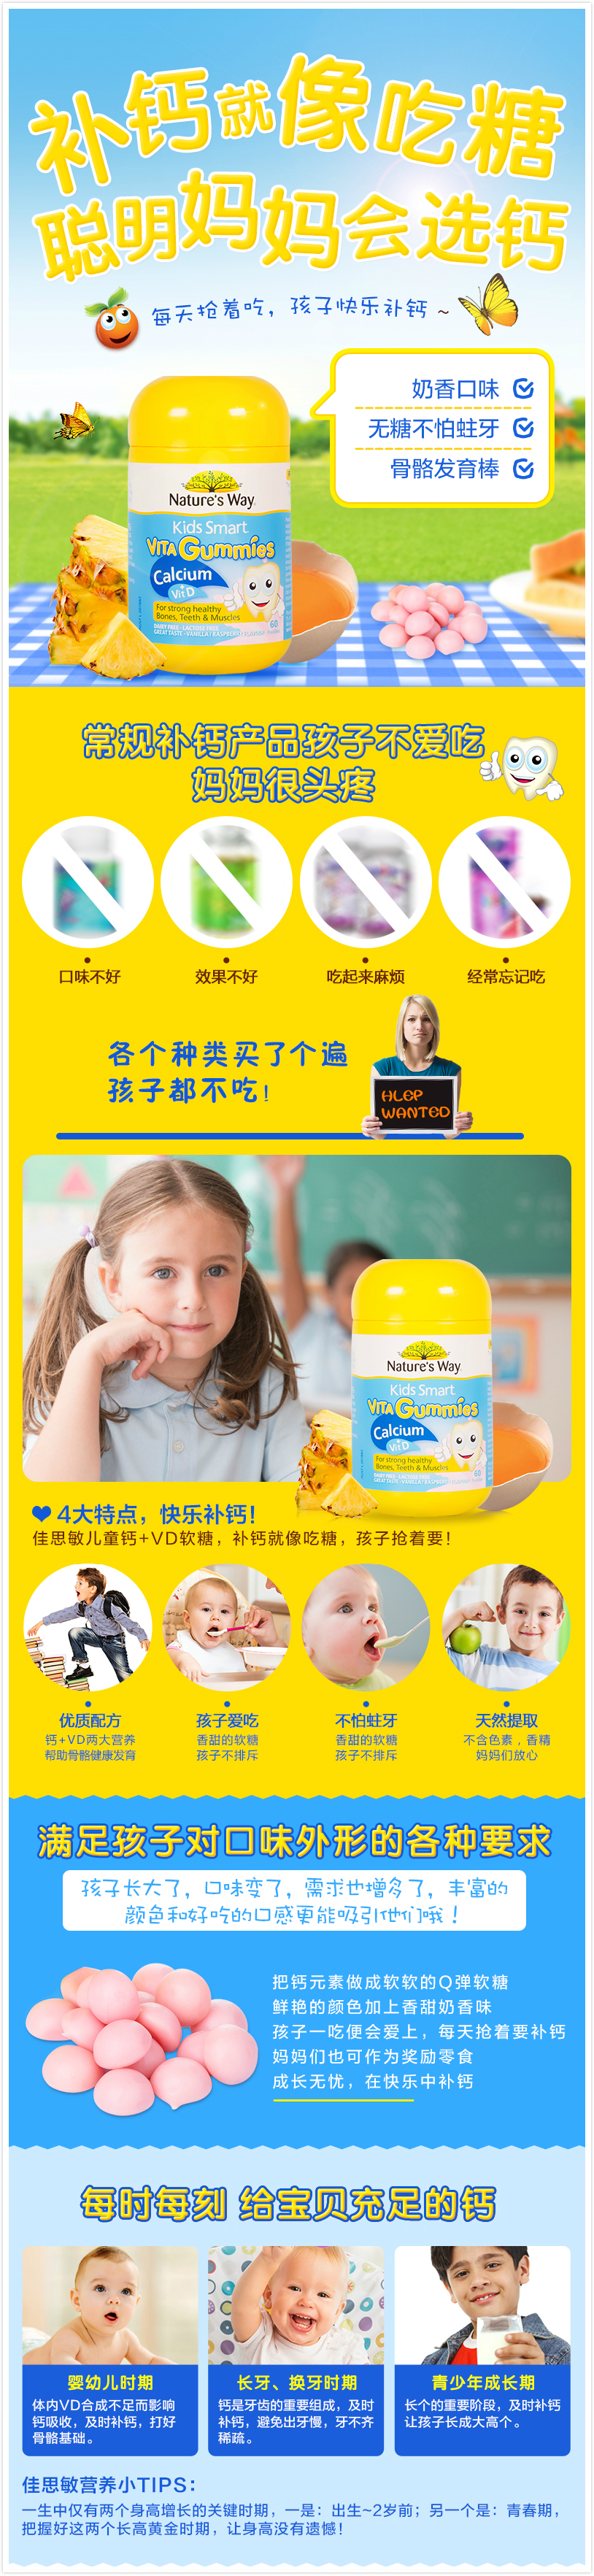 补钙就像吃糖
聪明妈妈会选钙
每天抢着吃，孩子快乐补钙~
奶香口味
无糖不怕蛀牙
骨骼发育棒
Nature's Way
Kids Smart
VITA Gummies
Calcium
Vit D
For strong healthy
Bones, Teeth & Muscles
60
DAIRY FREE - LACTOSE FREE
GREAT TASTE - VANILLA / RASPBERRY
常规补钙产品孩子不爱吃
妈妈很头疼
口味不好
效果不好
吃起来麻烦
经常忘记吃
各个种类买了个遍
孩子都不吃！
HLEP
WANTED
Nature's Way
Kids Smart
VITA Gummies
Calcium
Vit D
For strong healthy
Bones, Teeth & Muscles
60
4大特点，快乐补钙！
佳思敏儿童钙+VD软糖，补钙就像吃糖，孩子抢着要！
优质配方
钙+VD两大营养
帮助骨骼健康发育
孩子爱吃
香甜的软糖
孩子不排斥
不怕蛀牙
香甜的软糖
孩子不排斥
天然提取
不含色素，香精
妈妈们放心
满足孩子对口味外形的各种要求
孩子长大了，口味变了，需求也增多了，丰富的
颜色和好吃的口感更能吸引他们哦！
把钙元素做成软软的Q弹软糖
鲜艳的颜色加上香甜奶香味
孩子一吃便会爱上，每天抢着要补钙
妈妈们也可作为奖励零食
成长无忧，在快乐中补钙
每时每刻 给宝贝充足的钙
婴幼儿时期
体内VD合成不足而影响
钙吸收，及时补钙，打好
骨骼基础。
长牙、换牙时期
钙是牙齿的重要组成，及时
补钙，避免出牙慢，牙不齐
稀疏。
青少年成长期
长个的重要阶段，及时补钙
让孩子长成大高个。
佳思敏营养小TIPS：
一生中仅有两个身高增长的关键时期，一是：出生~2岁前；另一个是：青春期，
把握好这两个长高黄金时期，让身高没有遗憾！